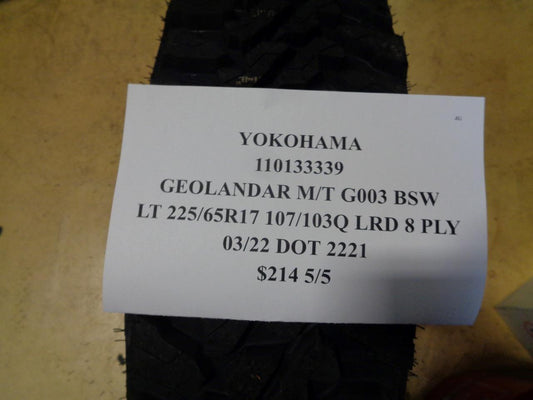 YOKOHAMA
110133339
GEOLANDAR M/T G003 BSW
LT 225/65R17 107/103Q LRD 8 PLY
03/22 DOT 2221
$214 5/5